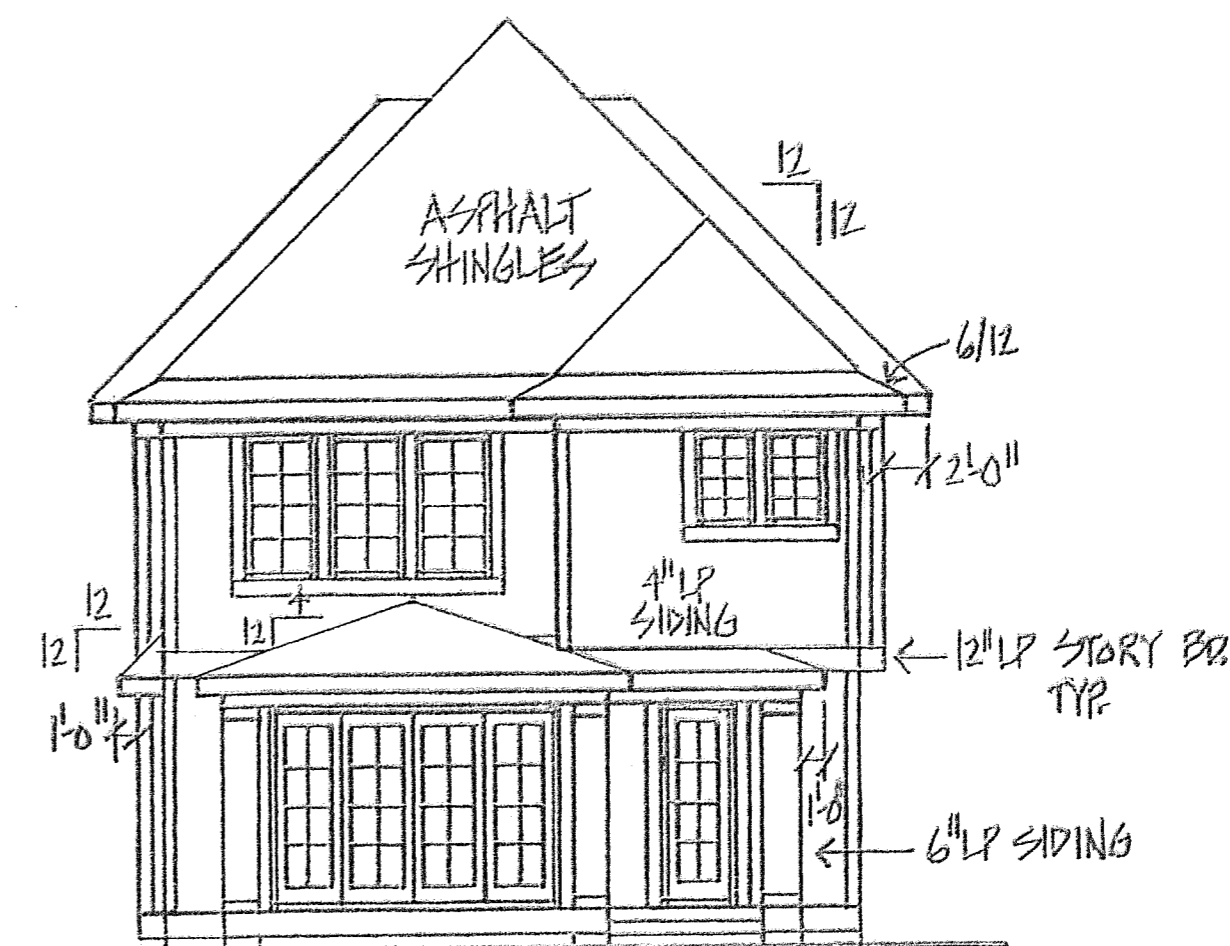 ASPHALT
SHINGLES
12
12
6/12
2'-0"
4" LP
SIDING
12
12
4
12
12" LP STORY BD.
TYP.
1'-0"
1'-0"
6" LP SIDING